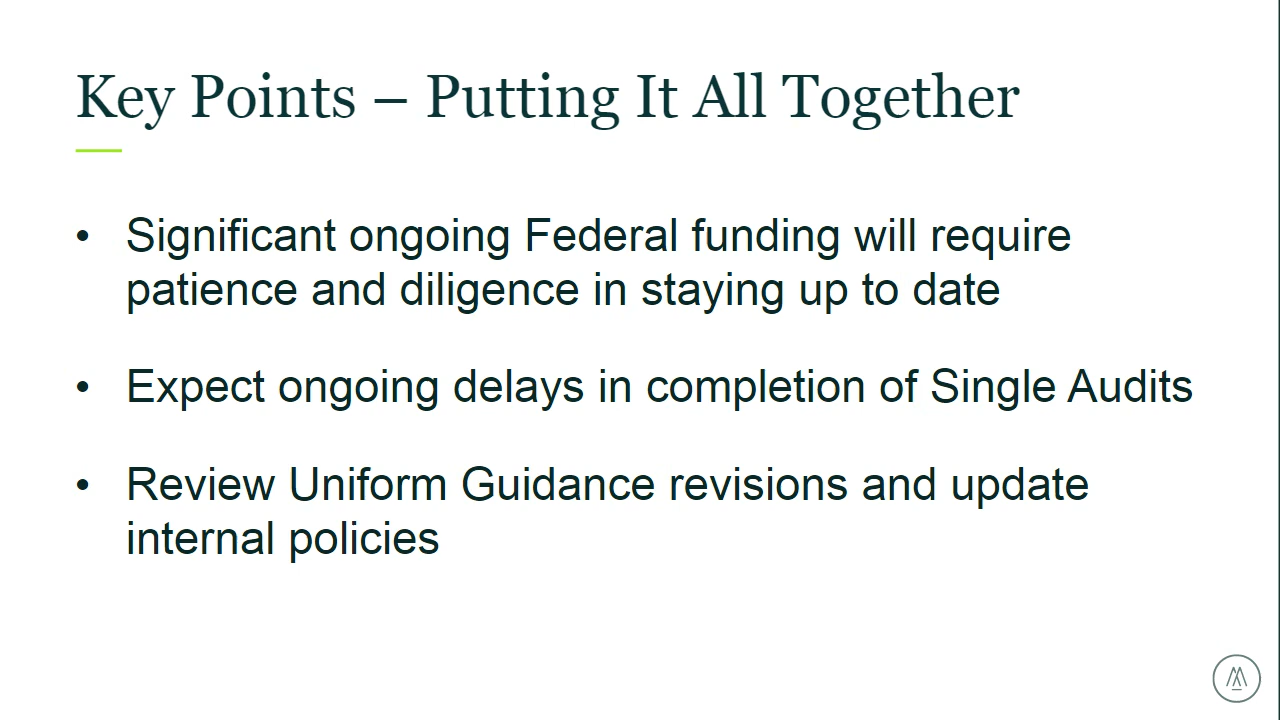 Key Points – Putting It All Together
• Significant ongoing Federal funding will require
patience and diligence in staying up to date
• Expect ongoing delays in completion of Single Audits
• Review Uniform Guidance revisions and update
internal policies